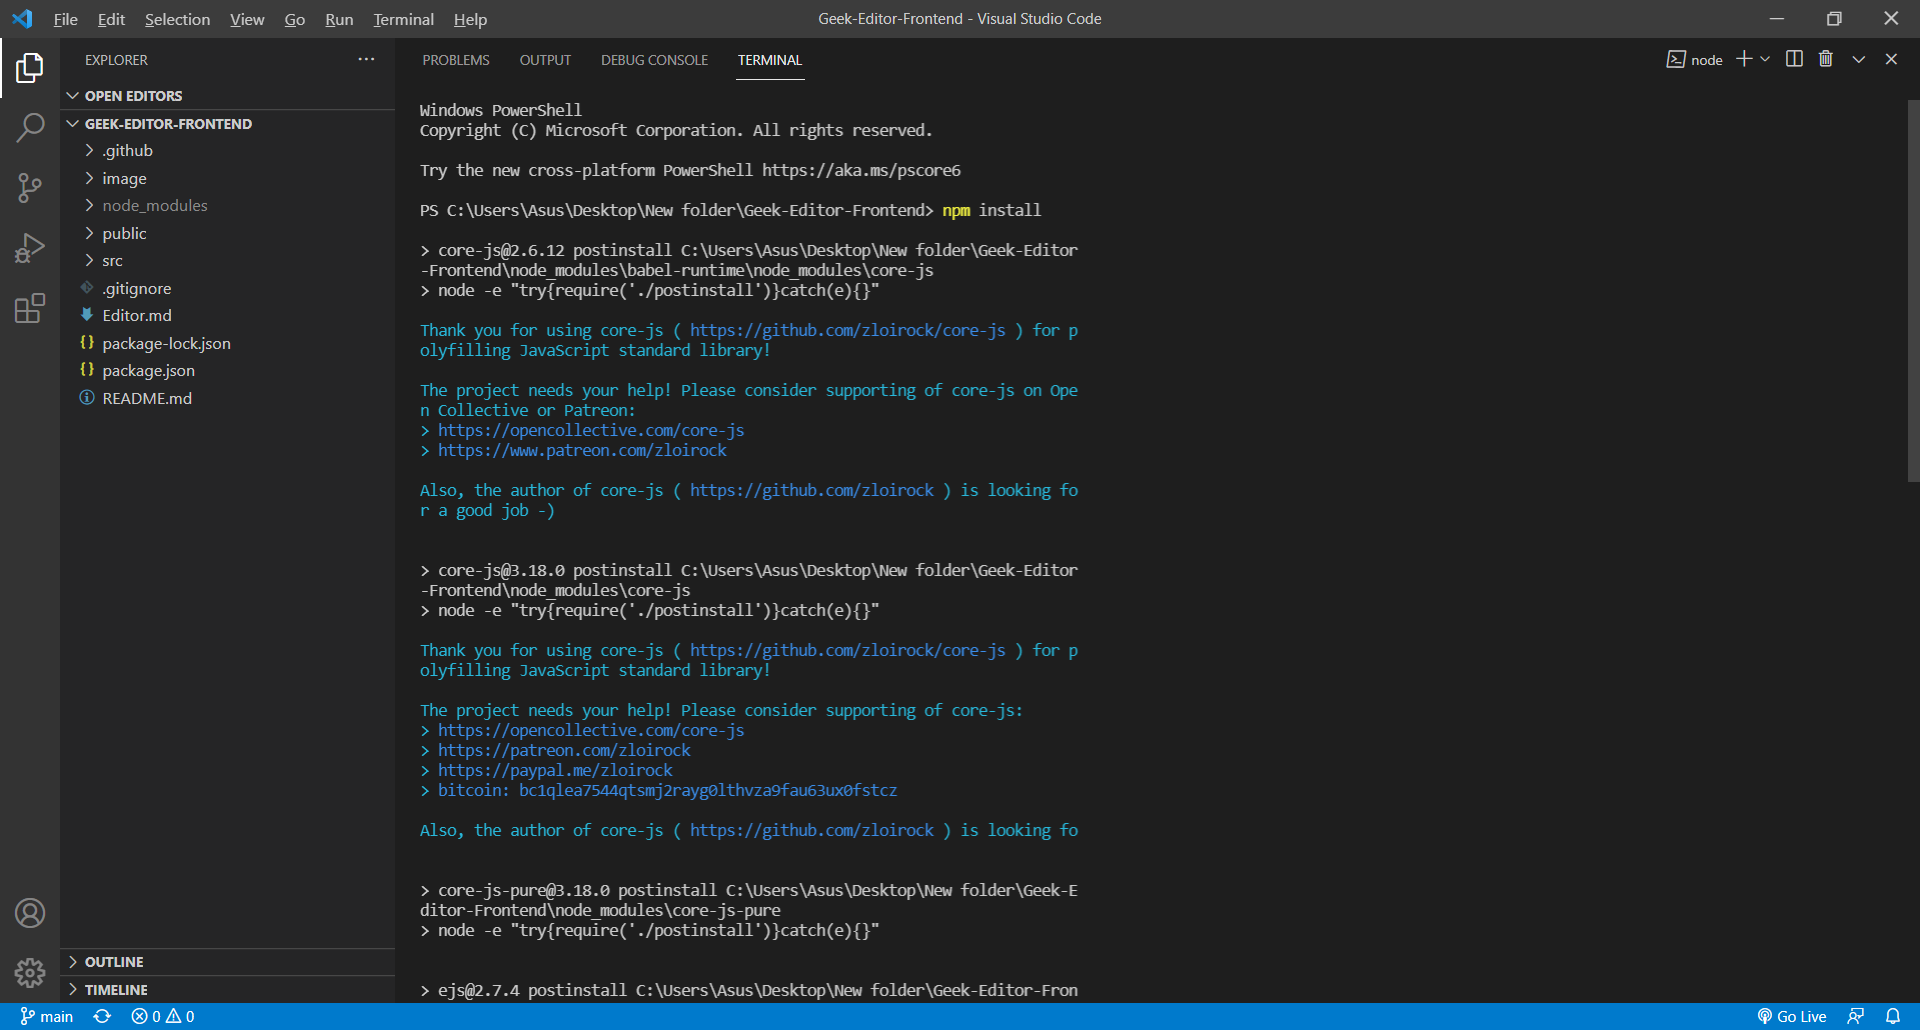 File Edit Selection View Go Run Terminal Help
Geek-Editor-Frontend - Visual Studio Code
EXPLORER
OPEN EDITORS
GEEK-EDITOR-FRONTEND
.github
image
node_modules
public
src
.gitignore
Editor.md
package-lock.json
package.json
README.md
OUTLINE
TIMELINE
PROBLEMS OUTPUT DEBUG CONSOLE TERMINAL
node
Windows PowerShell
Copyright (C) Microsoft Corporation. All rights reserved.
Try the new cross-platform PowerShell https://aka.ms/pscore6
PS C:\Users\Asus\Desktop\New folder\Geek-Editor-Frontend> npm install
> core-js@2.6.12 postinstall C:\Users\Asus\Desktop\New folder\Geek-Editor
-Frontend\node_modules\babel-runtime\node_modules\core-js
> node -e "try{require('./postinstall')}catch(e){}"
Thank you for using core-js ( https://github.com/zloirock/core-js ) for p
olyfilling JavaScript standard library!
The project needs your help! Please consider supporting of core-js on Ope
n Collective or Patreon:
> https://opencollective.com/core-js
> https://www.patreon.com/zloirock
Also, the author of core-js ( https://github.com/zloirock ) is looking fo
r a good job -)
> core-js@3.18.0 postinstall C:\Users\Asus\Desktop\New folder\Geek-Editor
-Frontend\node_modules\core-js
> node -e "try{require('./postinstall')}catch(e){}"
Thank you for using core-js ( https://github.com/zloirock/core-js ) for p
olyfilling JavaScript standard library!
The project needs your help! Please consider supporting of core-js:
> https://opencollective.com/core-js
> https://patreon.com/zloirock
> https://paypal.me/zloirock
> bitcoin: bc1qlea7544qtsmj2rayg0lthvza9fau63ux0fstcz
Also, the author of core-js ( https://github.com/zloirock ) is looking fo
> core-js-pure@3.18.0 postinstall C:\Users\Asus\Desktop\New folder\Geek-E
ditor-Frontend\node_modules\core-js-pure
> node -e "try{require('./postinstall')}catch(e){}"
> ejs@2.7.4 postinstall C:\Users\Asus\Desktop\New folder\Geek-Editor-Fron
main 0 0
Go Live